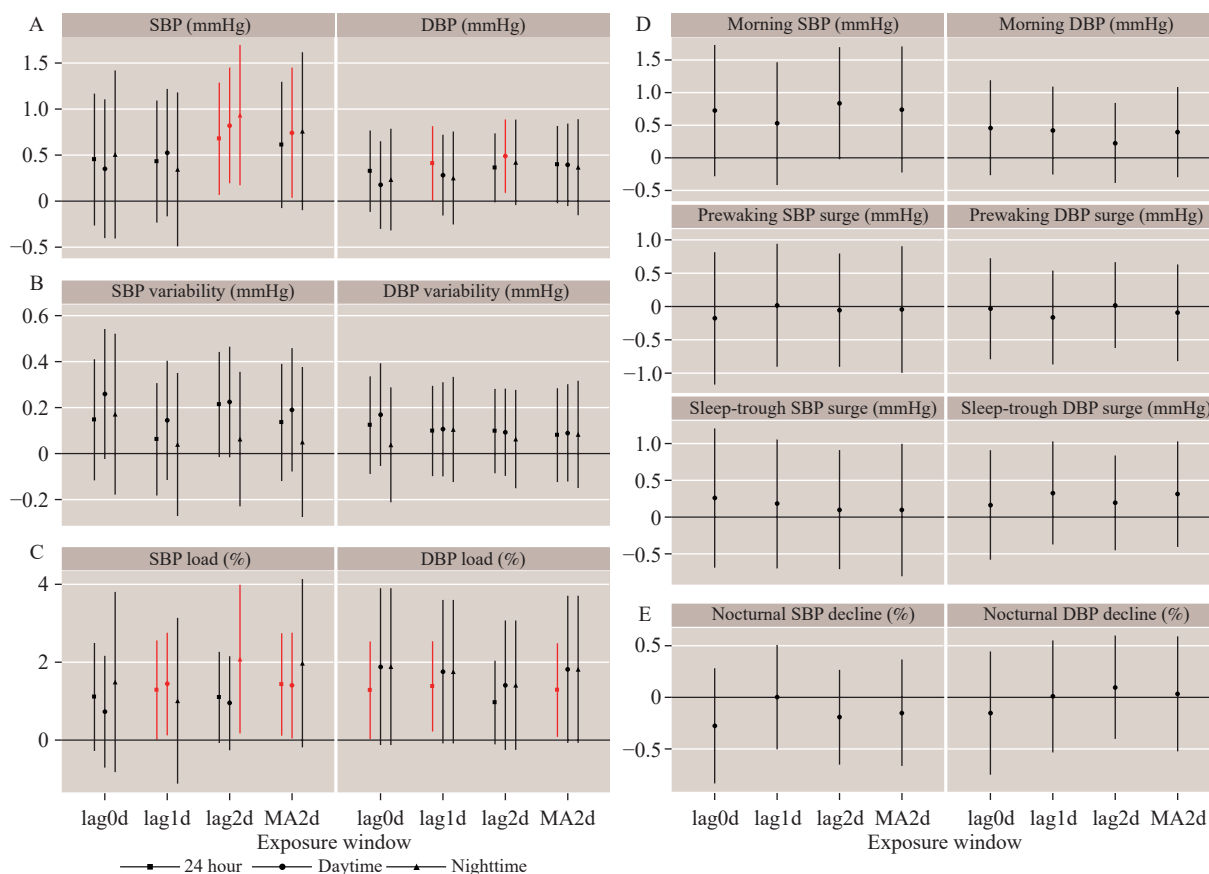 A
SBP (mmHg)
DBP (mmHg)
1.5
1.0
0.5
0
−0.5
B
SBP variability (mmHg)
DBP variability (mmHg)
0.6
0.4
0.2
0
−0.2
C
SBP load (%)
DBP load (%)
4
2
0
lag0d lag1d lag2d MA2d lag0d lag1d lag2d MA2d
Exposure window
24 hour Daytime Nighttime
D
Morning SBP (mmHg)
Morning DBP (mmHg)
1.5
1.0
0.5
0
−0.5
Prewaking SBP surge (mmHg)
Prewaking DBP surge (mmHg)
1.0
0.5
0
−0.5
−1.0
Sleep-trough SBP surge (mmHg)
Sleep-trough DBP surge (mmHg)
1.0
0.5
0
−0.5
E
Nocturnal SBP decline (%)
Nocturnal DBP decline (%)
0.5
0
−0.5
lag0d lag1d lag2d MA2d lag0d lag1d lag2d MA2d
Exposure window